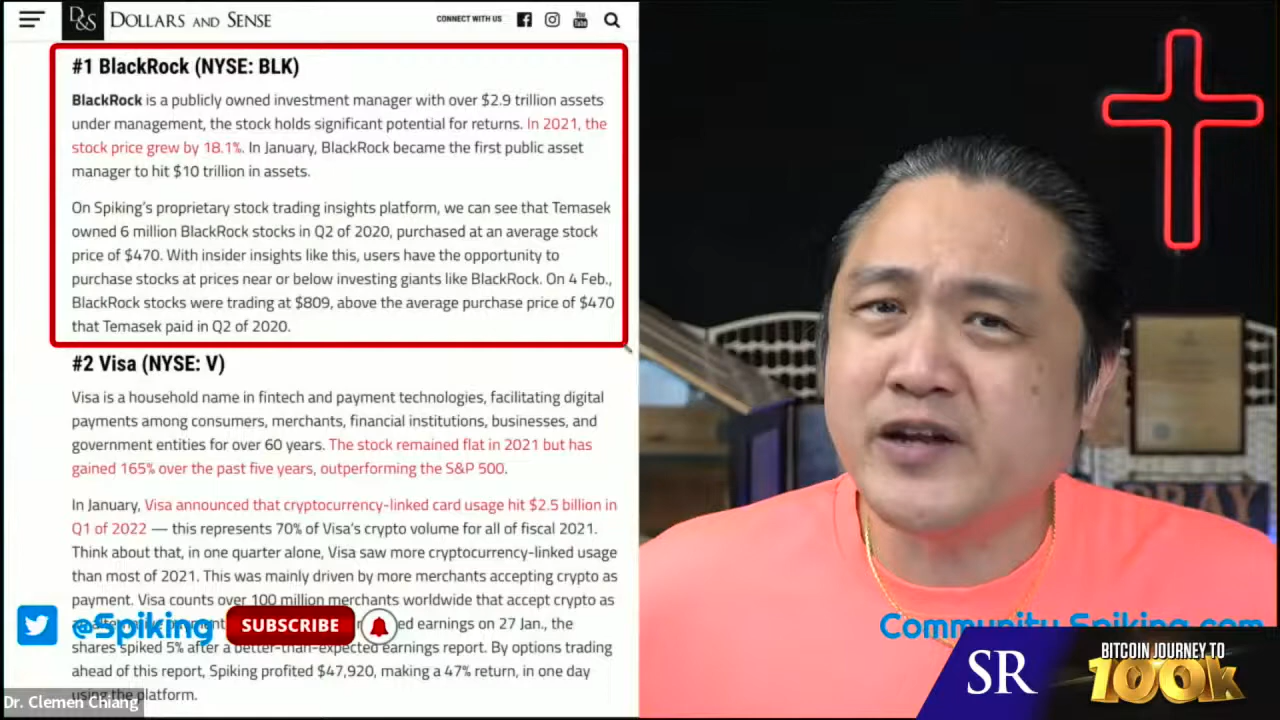 D&S DOLLARS AND SENSE
CONNECT WITH US
You
Tube
#1 BlackRock (NYSE: BLK)
BlackRock is a publicly owned investment manager with over $2.9 trillion assets
under management, the stock holds significant potential for returns. In 2021, the
stock price grew by 18.1%. In January, BlackRock became the first public asset
manager to hit $10 trillion in assets.
On Spiking's proprietary stock trading insights platform, we can see that Temasek
owned 6 million BlackRock stocks in Q2 of 2020, purchased at an average stock
price of $470. With insider insights like this, users have the opportunity to
purchase stocks at prices near or below investing giants like BlackRock. On 4 Feb.,
BlackRock stocks were trading at $809, above the average purchase price of $470
that Temasek paid in Q2 of 2020.
#2 Visa (NYSE: V)
Visa is a household name in fintech and payment technologies, facilitating digital
payments among consumers, merchants, financial institutions, businesses, and
government entities for over 60 years. The stock remained flat in 2021 but has
gained 165% over the past five years, outperforming the S&P 500.
In January, Visa announced that cryptocurrency-linked card usage hit $2.5 billion in
Q1 of 2022 — this represents 70% of Visa's crypto volume for all of fiscal 2021.
Think about that, in one quarter alone, Visa saw more cryptocurrency-linked usage
than most of 2021. This was mainly driven by more merchants accepting crypto as
payment. Visa counts over 100 million merchants worldwide that accept crypto as
earnings on 27 Jan., the
shares spiked 5% after a better-than-expected earnings report. By options trading
ahead of this report, Spiking profited $47,920, making a 47% return, in one day
using the platform.
@Spiking
SUBSCRIBE
Dr. Clemen Chiang
PRAY
Community.Spiking.com
SR
BITCOIN JOURNEY TO
100k